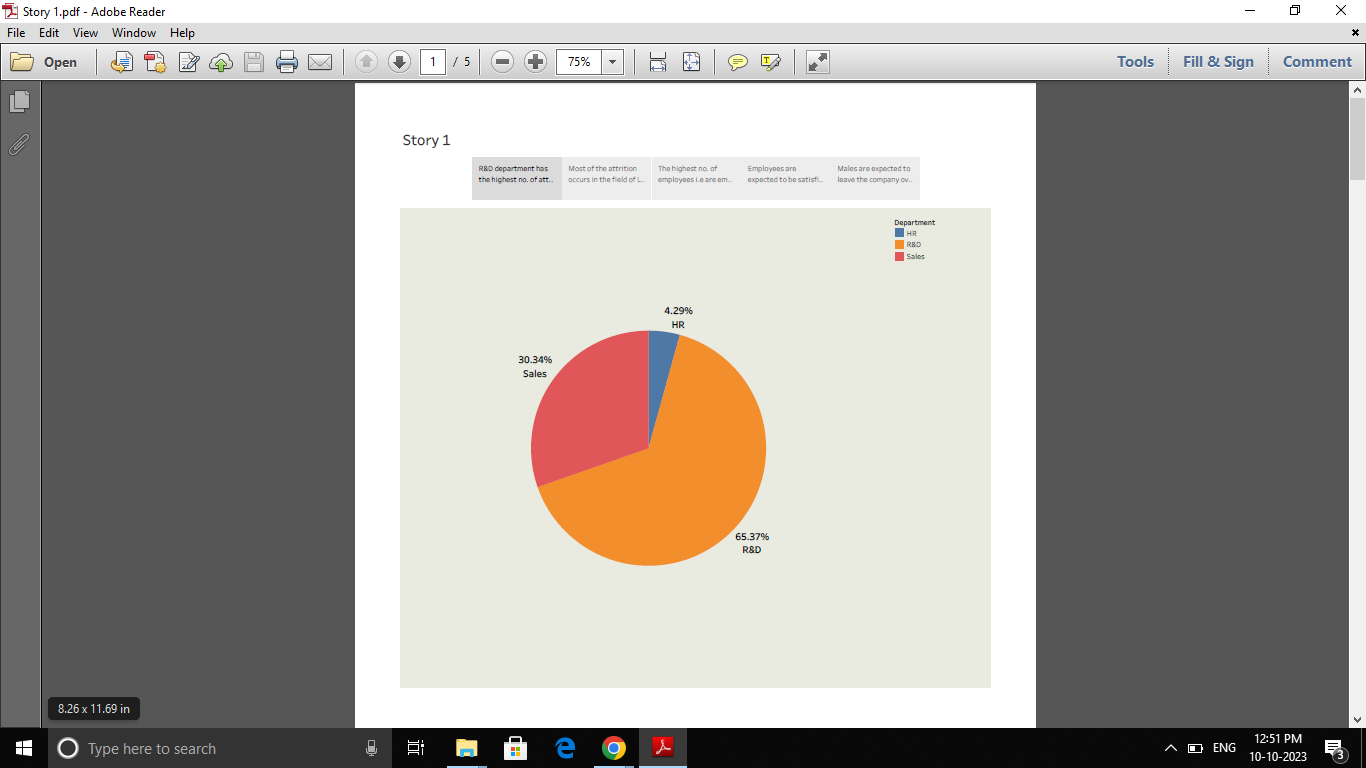 Story 1.pdf - Adobe Reader
File Edit View Window Help
Open 1 / 5 75% Tools Fill & Sign Comment
Story 1
R&D department has
the highest no. of att..
Most of the attrition
occurs in the field of L..
The highest no. of
employees i.e are em..
Employees are
expected to be satisfi..
Males are expected to
leave the company ov..
Department
HR
R&D
Sales
4.29%
HR
30.34%
Sales
65.37%
R&D
8.26 x 11.69 in
Type here to search
ENG
12:51 PM
10-10-2023
3